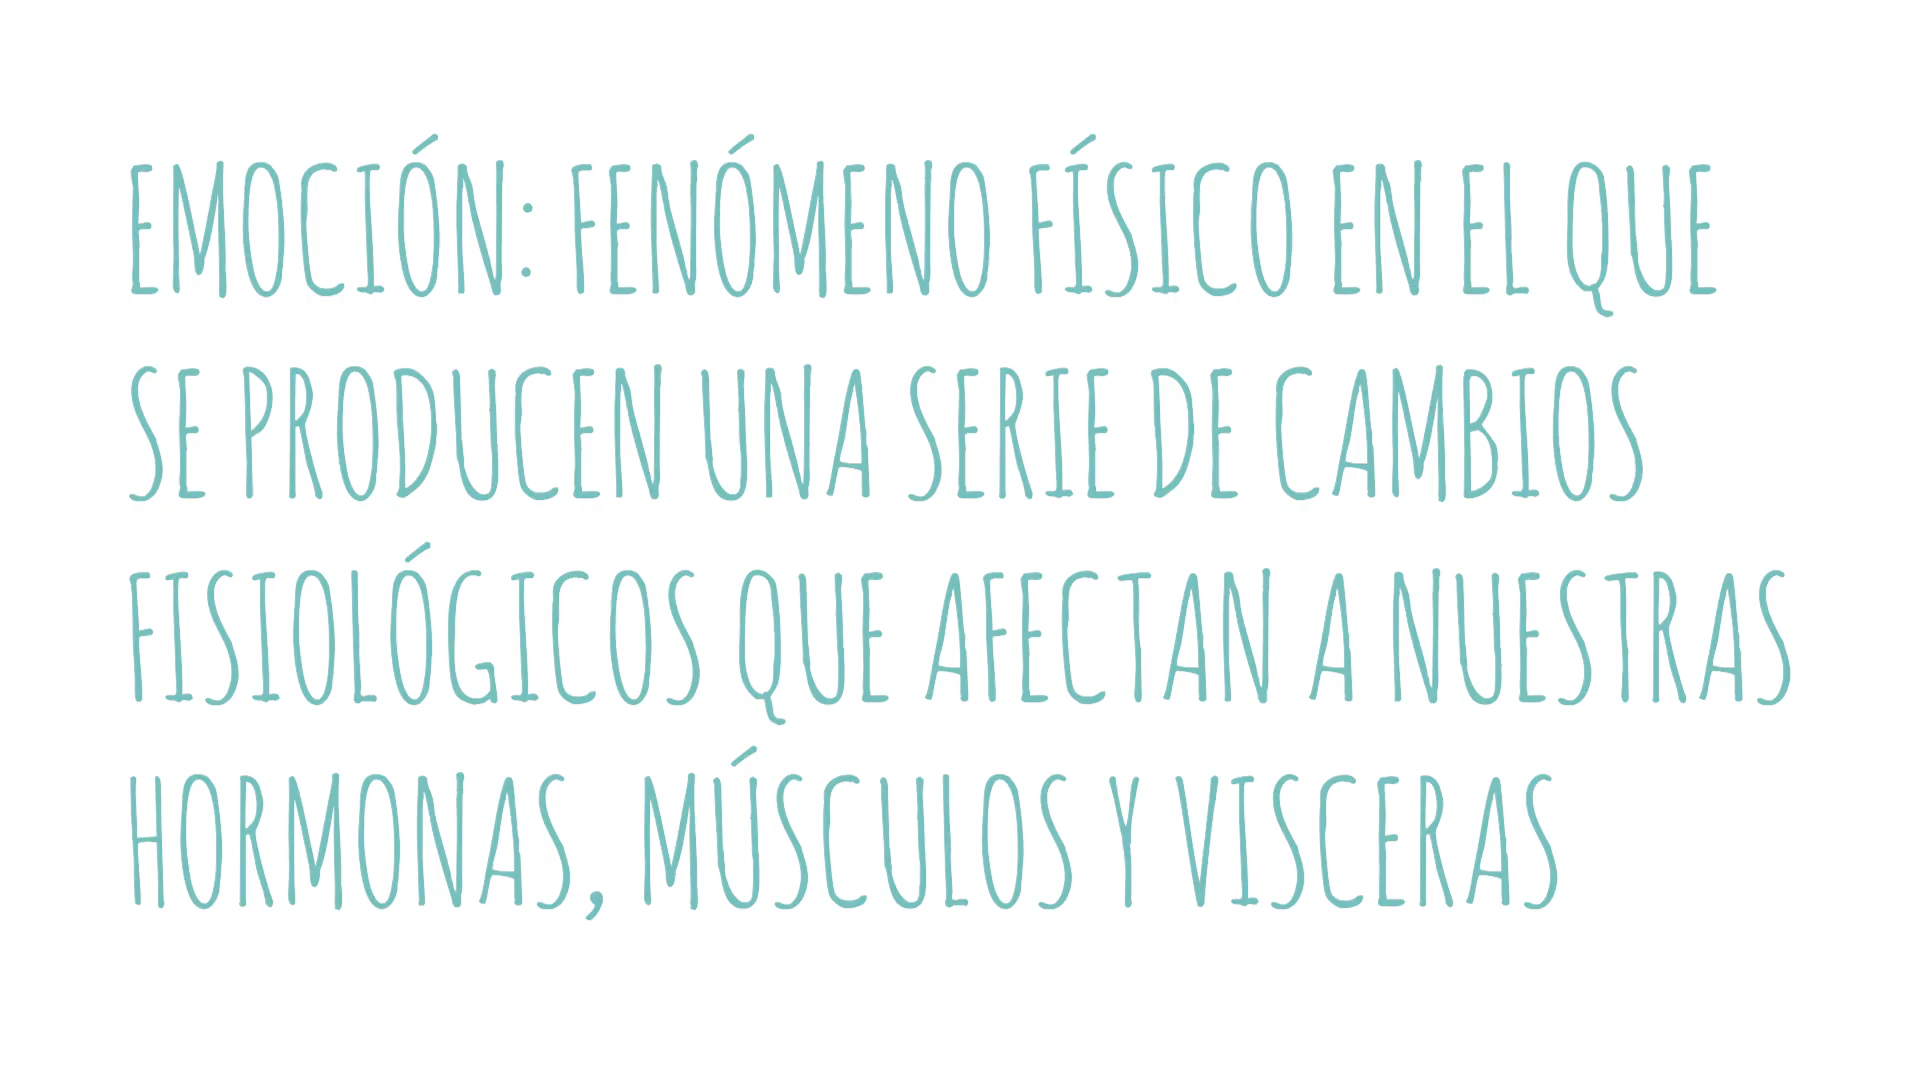 EMOCIÓN: FENÓMENO FÍSICO EN EL QUE
SE PRODUCEN UNA SERIE DE CAMBIOS
FISIOLÓGICOS QUE AFECTAN A NUESTRAS
HORMONAS, MÚSCULOS Y VISCERAS